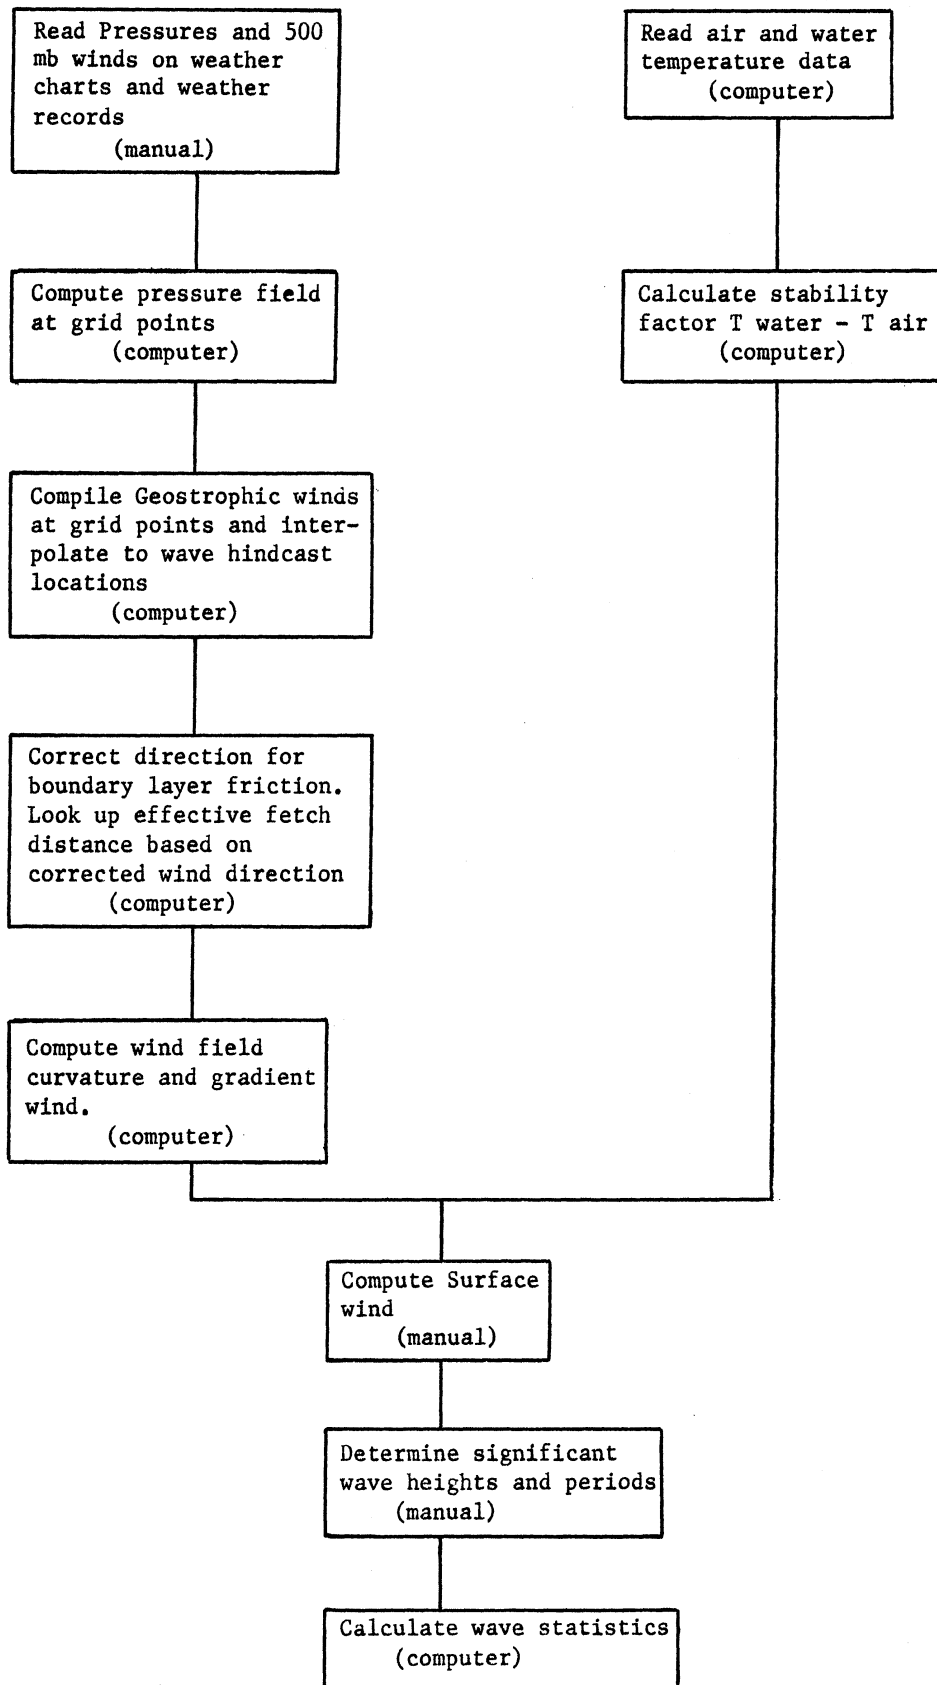 Read Pressures and 500
mb winds on weather
charts and weather
records
(manual)
Read air and water
temperature data
(computer)
Compute pressure field
at grid points
(computer)
Calculate stability
factor T water - T air
(computer)
Compile Geostrophic winds
at grid points and inter-
polate to wave hindcast
locations
(computer)
Correct direction for
boundary layer friction.
Look up effective fetch
distance based on
corrected wind direction
(computer)
Compute wind field
curvature and gradient
wind.
(computer)
Compute Surface
wind
(manual)
Determine significant
wave heights and periods
(manual)
Calculate wave statistics
(computer)